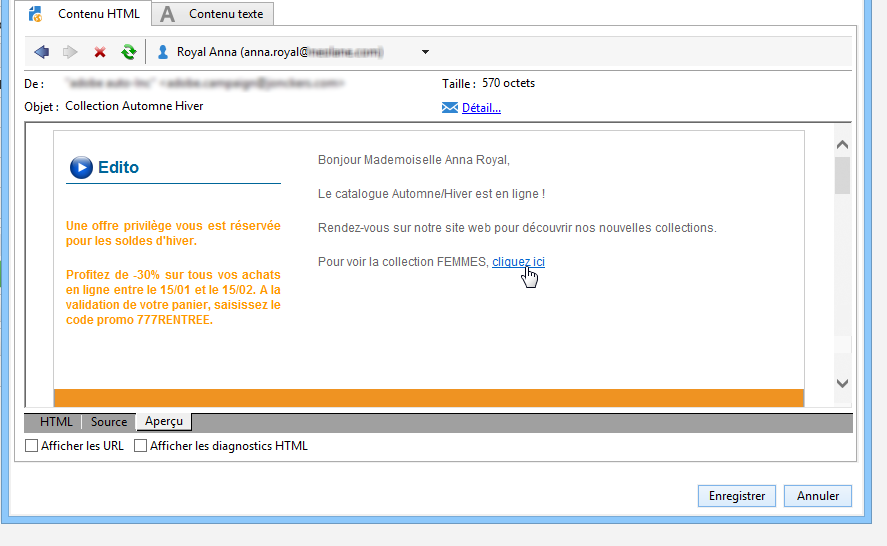 Contenu HTML
Contenu texte
Royal Anna (anna.royal@
De :
Taille : 570 octets
Objet : Collection Automne Hiver
Détail...
Edito
Une offre privilège vous est réservée
pour les soldes d'hiver.
Profitez de -30% sur tous vos achats
en ligne entre le 15/01 et le 15/02. A la
validation de votre panier, saisissez le
code promo 777RENTREE.
Bonjour Mademoiselle Anna Royal,
Le catalogue Automne/Hiver est en ligne !
Rendez-vous sur notre site web pour découvrir nos nouvelles collections.
Pour voir la collection FEMMES, cliquez ici
HTML
Source
Aperçu
Afficher les URL
Afficher les diagnostics HTML
Enregistrer
Annuler